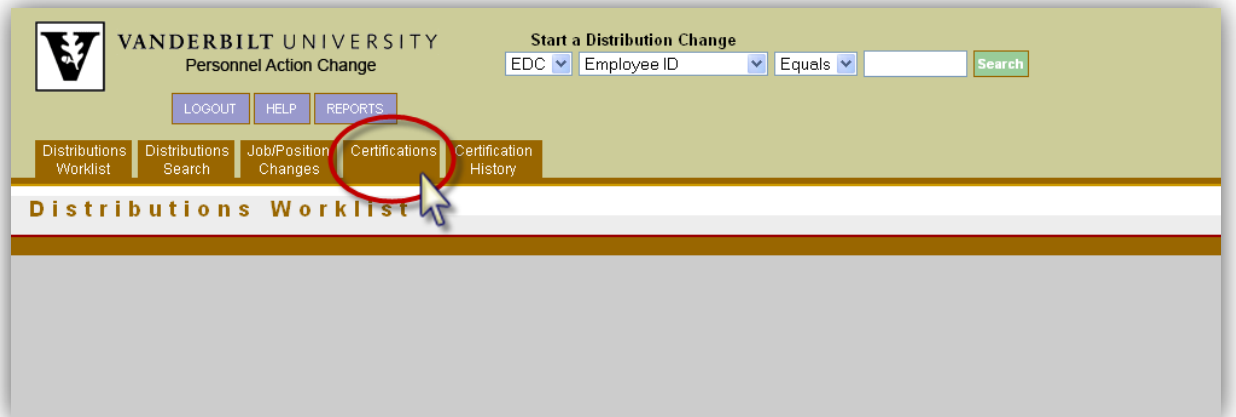 VANDERBILT UNIVERSITY
Personnel Action Change
Start a Distribution Change
EDC Employee ID Equals Search
LOGOUT HELP REPORTS
Distributions Worklist
Distributions Search
Job/Position Changes
Certifications
Certification History
Distributions Worklist